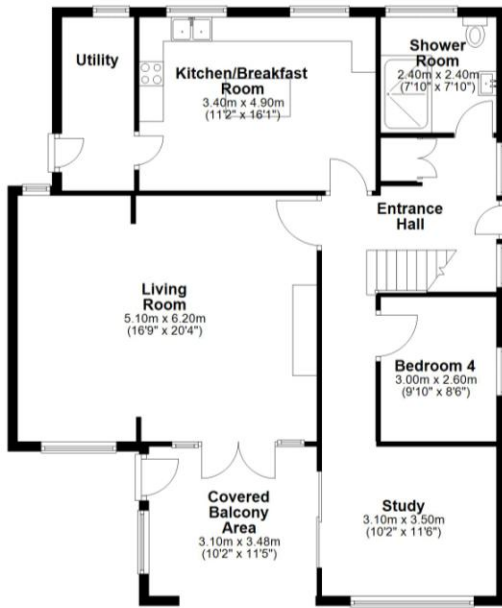 Utility
Kitchen/Breakfast
Room
3.40m x 4.90m
(11'2" x 16'1")
Shower
Room
2.40m x 2.40m
(7'10" x 7'10")
Entrance
Hall
Living
Room
5.10m x 6.20m
(16'9" x 20'4")
Bedroom 4
3.00m x 2.60m
(9'10" x 8'6")
Covered
Balcony
Area
3.10m x 3.48m
(10'2" x 11'5")
Study
3.10m x 3.50m
(10'2" x 11'6")